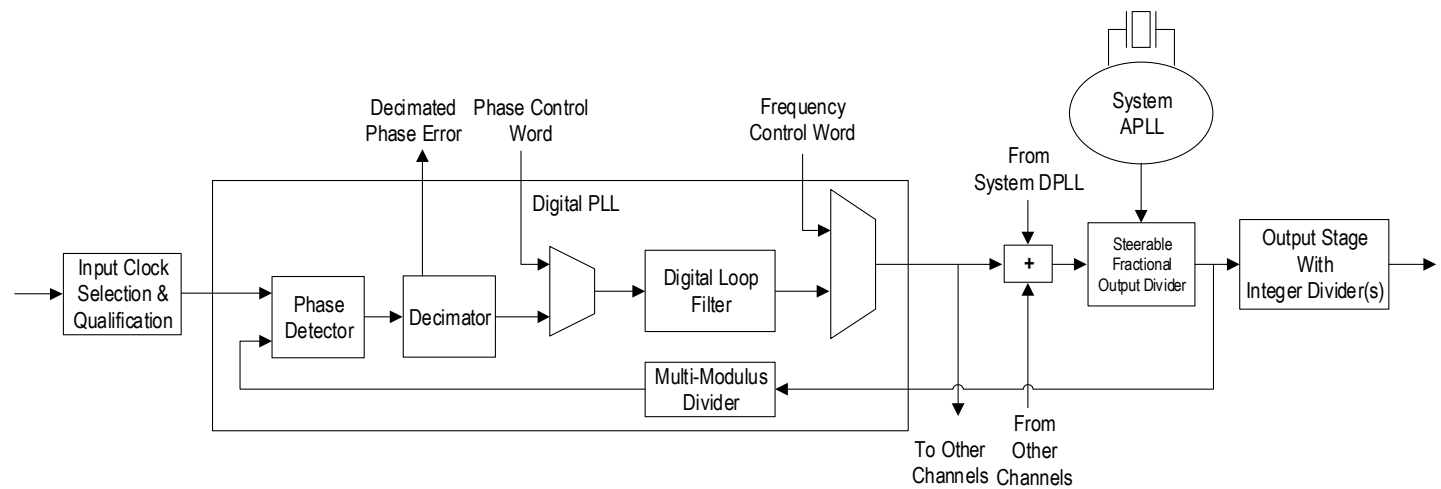 System
APLL
Decimated
Phase Error
Phase Control
Word
Frequency
Control Word
From
System DPLL
Digital PLL
Input Clock
Selection &
Qualification
Phase
Detector
Decimator
Digital Loop
Filter
+
Steerable
Fractional
Output Divider
Output Stage
With
Integer Divider(s)
Multi-Modulus
Divider
To Other
Channels
From
Other
Channels